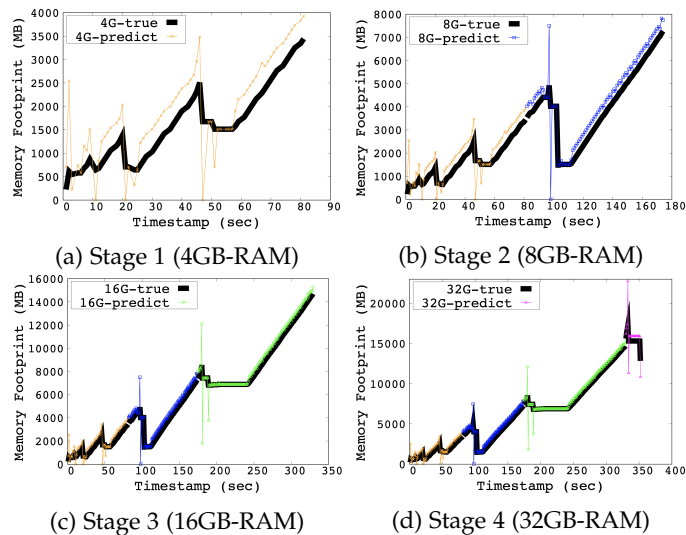 4G-true
4G-predict
Memory Footprint (MB)
4000
3500
3000
2500
2000
1500
1000
500
0
0 10 20 30 40 50 60 70 80 90
Timestamp (sec)
(a) Stage 1 (4GB-RAM)
8G-true
8G-predict
Memory Footprint (MB)
8000
7000
6000
5000
4000
3000
2000
1000
0
0 20 40 60 80 100 120 140 160 180
Timestamp (sec)
(b) Stage 2 (8GB-RAM)
16G-true
16G-predict
Memory Footprint (MB)
16000
14000
12000
10000
8000
6000
4000
2000
0
0 50 100 150 200 250 300 350
Timestamp (sec)
(c) Stage 3 (16GB-RAM)
32G-true
32G-predict
Memory Footprint (MB)
20000
15000
10000
5000
0
0 50 100 150 200 250 300 350 400
Timestamp (sec)
(d) Stage 4 (32GB-RAM)